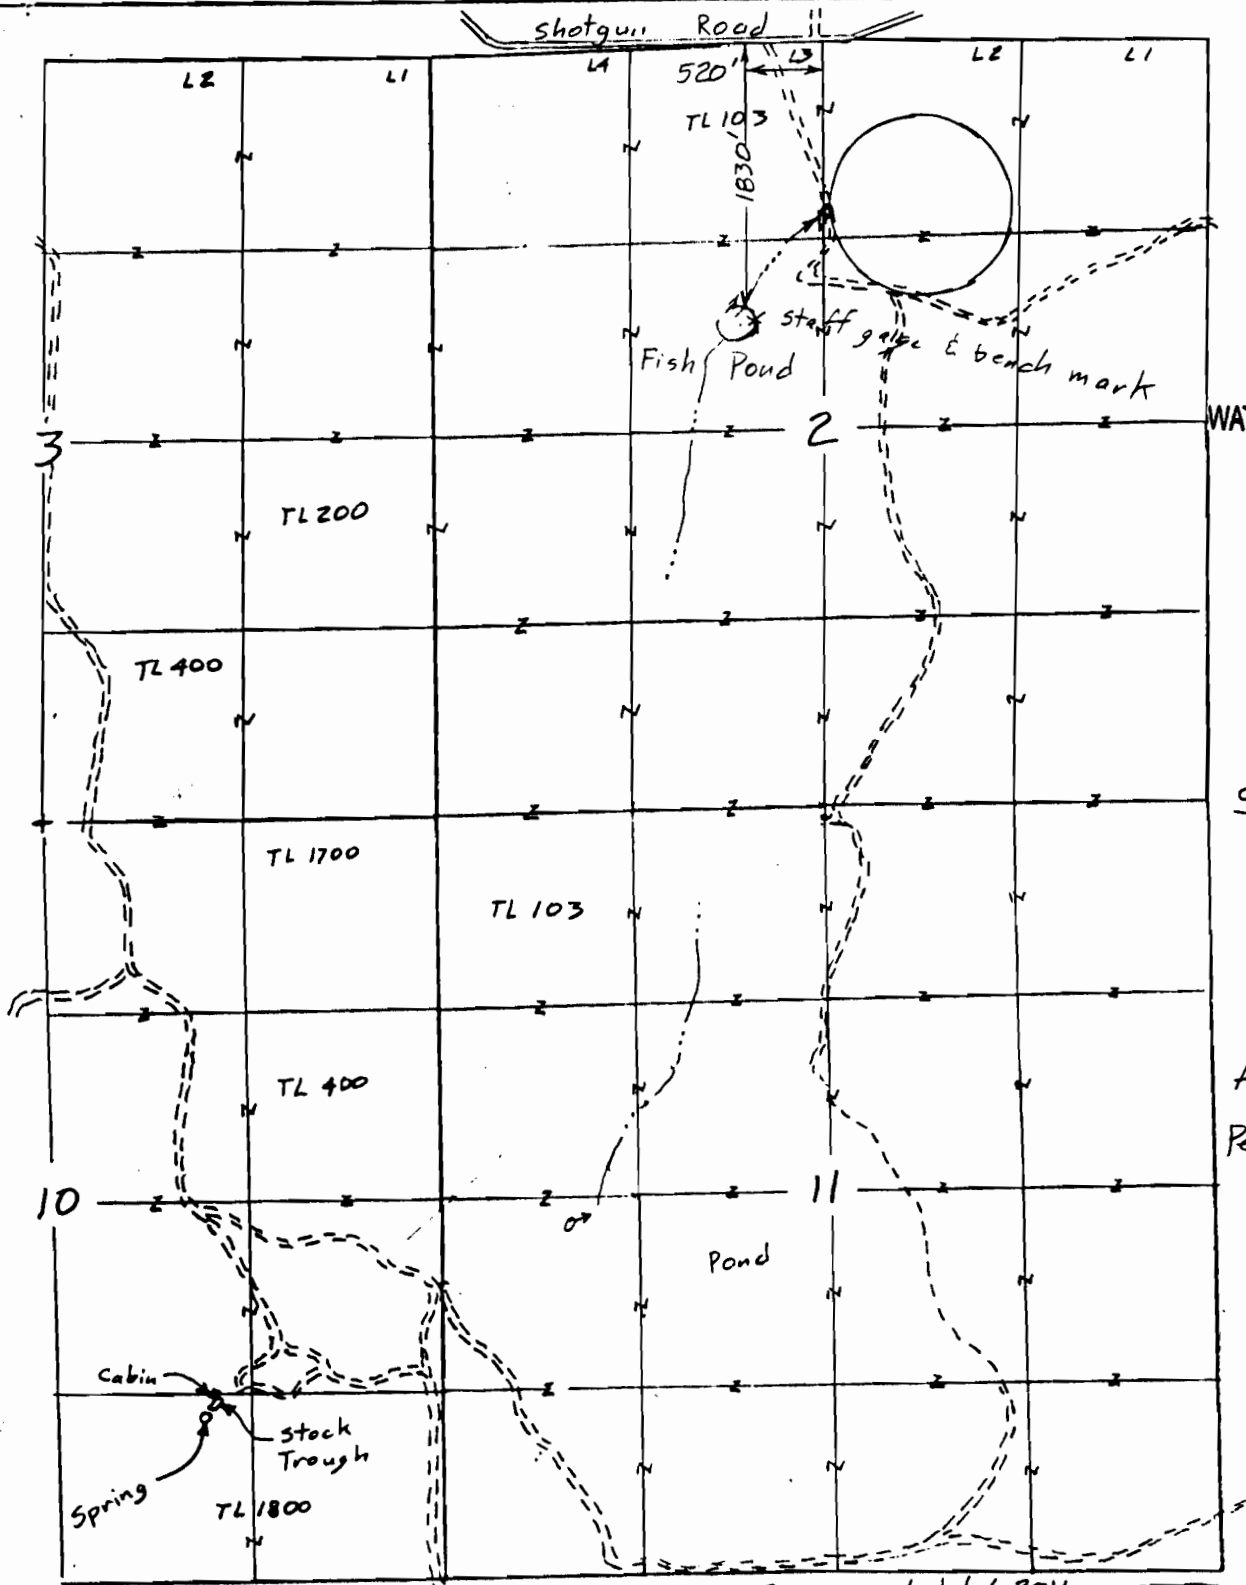 Shotgun Road
L2
L1
L4
L3
L2
L1
520'
TL 103
1830'
staff gage & bench mark
Fish Pond
3
2
WA
TL 200
TL 400
TL 1700
TL 103
TL 400
10
11
Pond
Cabin
Stock
Trough
Spring
TL 1800